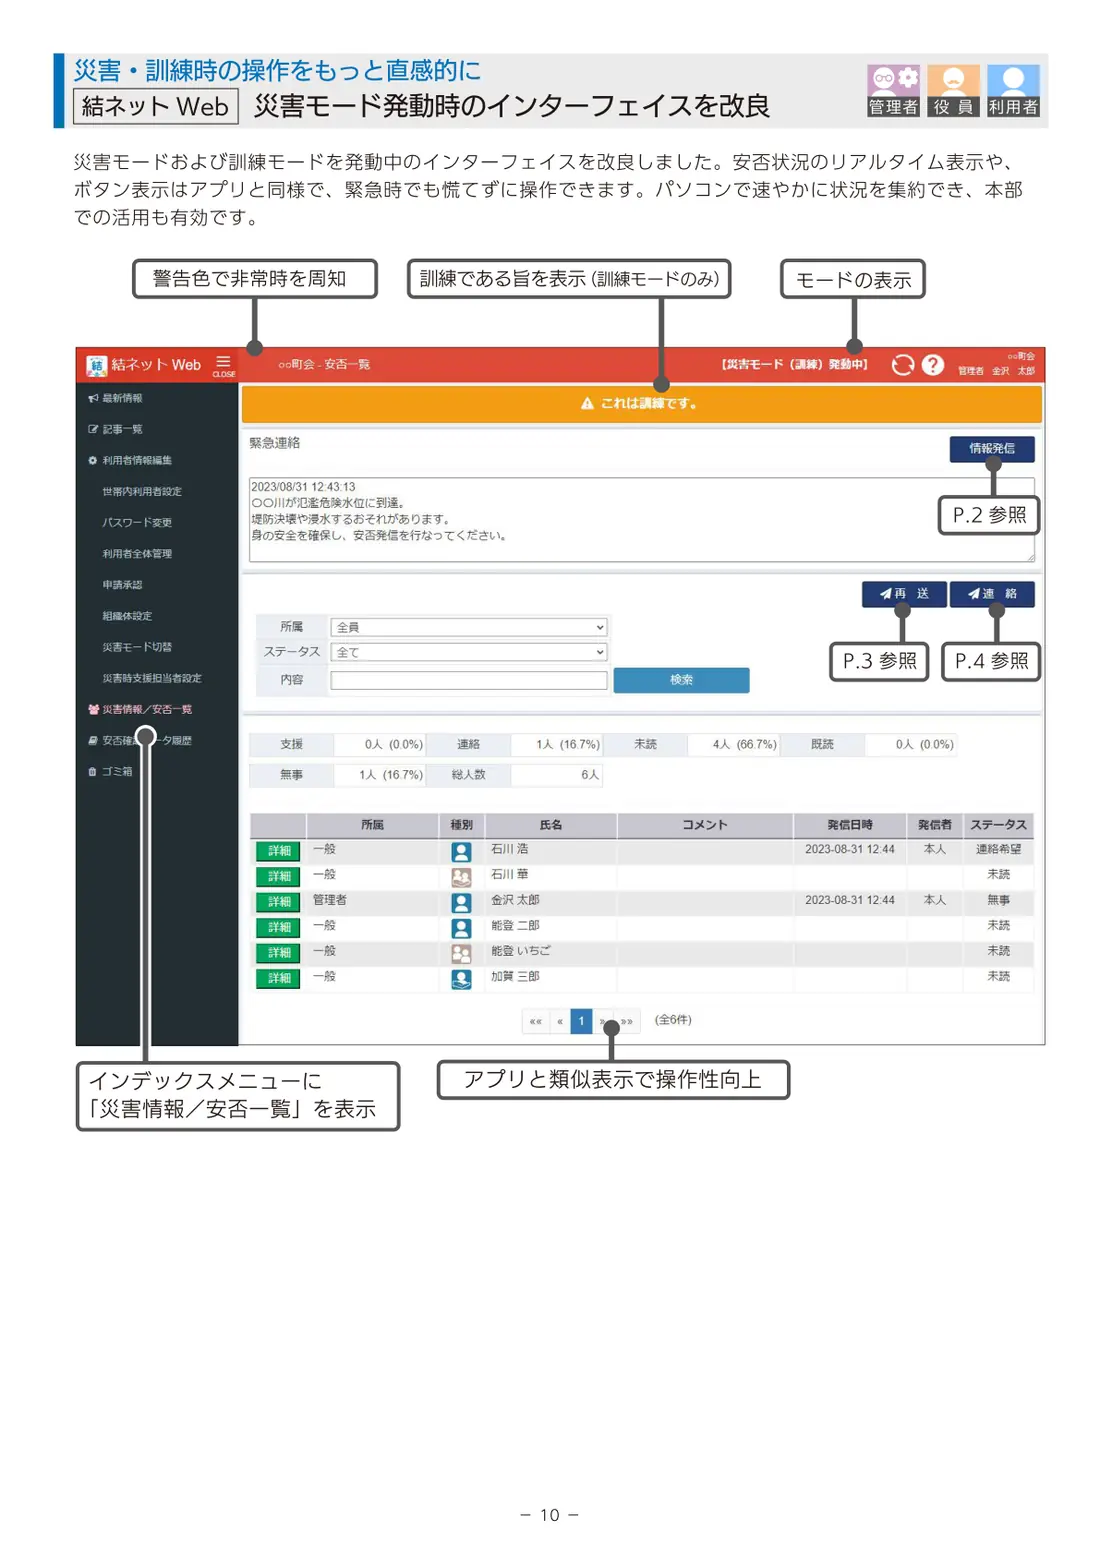 災害・訓練時の操作をもっと直感的に
結ネット Web 災害モード発動時のインターフェイスを改良
管理者 役員 利用者
災害モードおよび訓練モードを発動中のインターフェイスを改良しました。安否状況のリアルタイム表示や、
ボタン表示はアプリと同様で、緊急時でも慌てずに操作できます。パソコンで速やかに状況を集約でき、本部
での活用も有効です。
警告色で非常時を周知
訓練である旨を表示（訓練モードのみ）
モードの表示
結ネット Web CLOSE
○○町会 - 安否一覧
【災害モード（訓練）発動中】
○○町会
管理者 金沢 太郎
最新情報
記事一覧
利用者情報編集
世帯内利用者設定
パスワード変更
利用者全体管理
申請承認
組織体設定
災害モード切替
災害時支援担当者設定
災害情報／安否一覧
安否確 ータ履歴
ゴミ箱
これは訓練です。
緊急連絡
情報発信
2023/08/31 12:43:13
〇〇川が氾濫危険水位に到達。
堤防決壊や浸水するおそれがあります。
身の安全を確保し、安否発信を行なってください。
P.2 参照
再 送 連 絡
P.3 参照 P.4 参照
所属 全員
ステータス 全て
内容 検索
支援 0人 (0.0%) 連絡 1人 (16.7%) 未読 4人 (66.7%) 既読 0人 (0.0%)
無事 1人 (16.7%) 総人数 6人
所属 種別 氏名 コメント 発信日時 発信者 ステータス
詳細 一般 石川 浩 2023-08-31 12:44 本人 連絡希望
詳細 一般 石川 華 未読
詳細 管理者 金沢 太郎 2023-08-31 12:44 本人 無事
詳細 一般 能登 二郎 未読
詳細 一般 能登 いちご 未読
詳細 一般 加賀 三郎 未読
«« « 1 » »» (全6件)
インデックスメニューに
「災害情報／安否一覧」を表示
アプリと類似表示で操作性向上
– 10 –